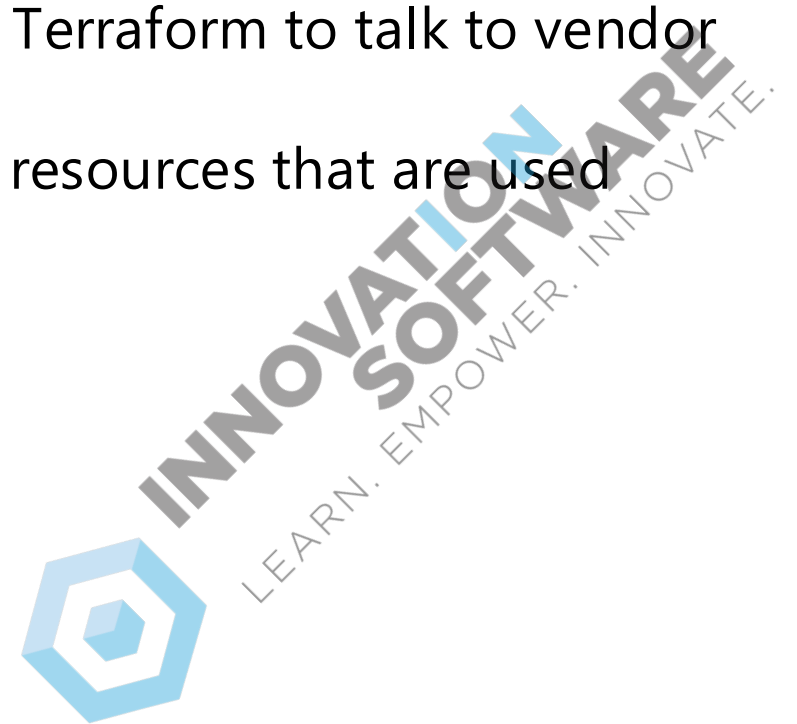 Terraform to talk to vendor
resources that are used
INNOVATION
SOFTWARE
LEARN. EMPOWER. INNOVATE.